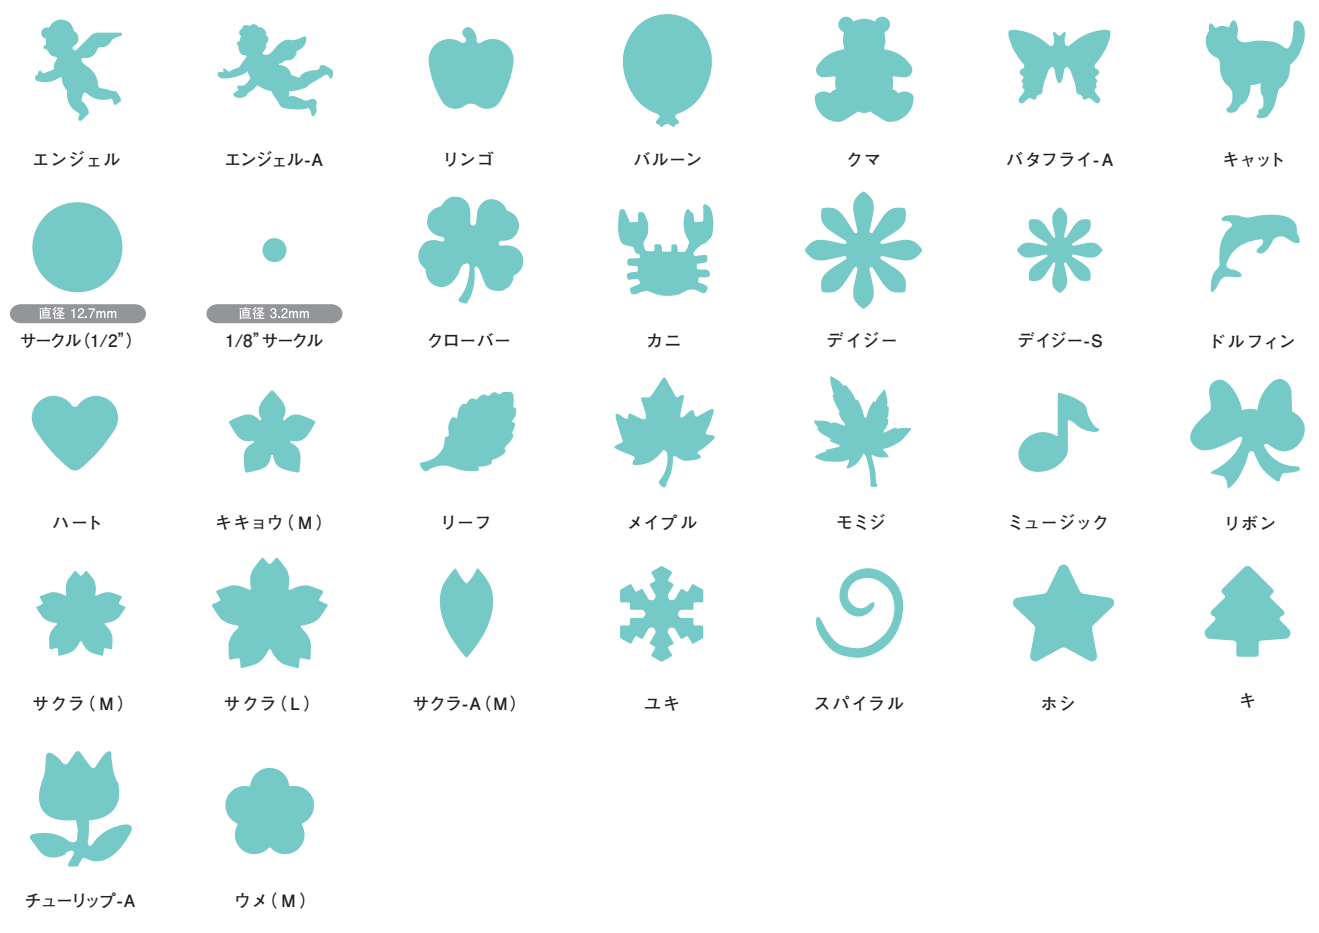 エンジェル
エンジェル-A
リンゴ
バルーン
クマ
バタフライ-A
キャット
直径 12.7mm
直径 3.2mm
サークル(1/2”)
1/8”サークル
クローバー
カニ
デイジー
デイジー-S
ドルフィン
ハート
キキョウ(M)
リーフ
メイプル
モミジ
ミュージック
リボン
サクラ(M)
サクラ(L)
サクラ-A(M)
ユキ
スパイラル
ホシ
キ
チューリップ-A
ウメ(M)